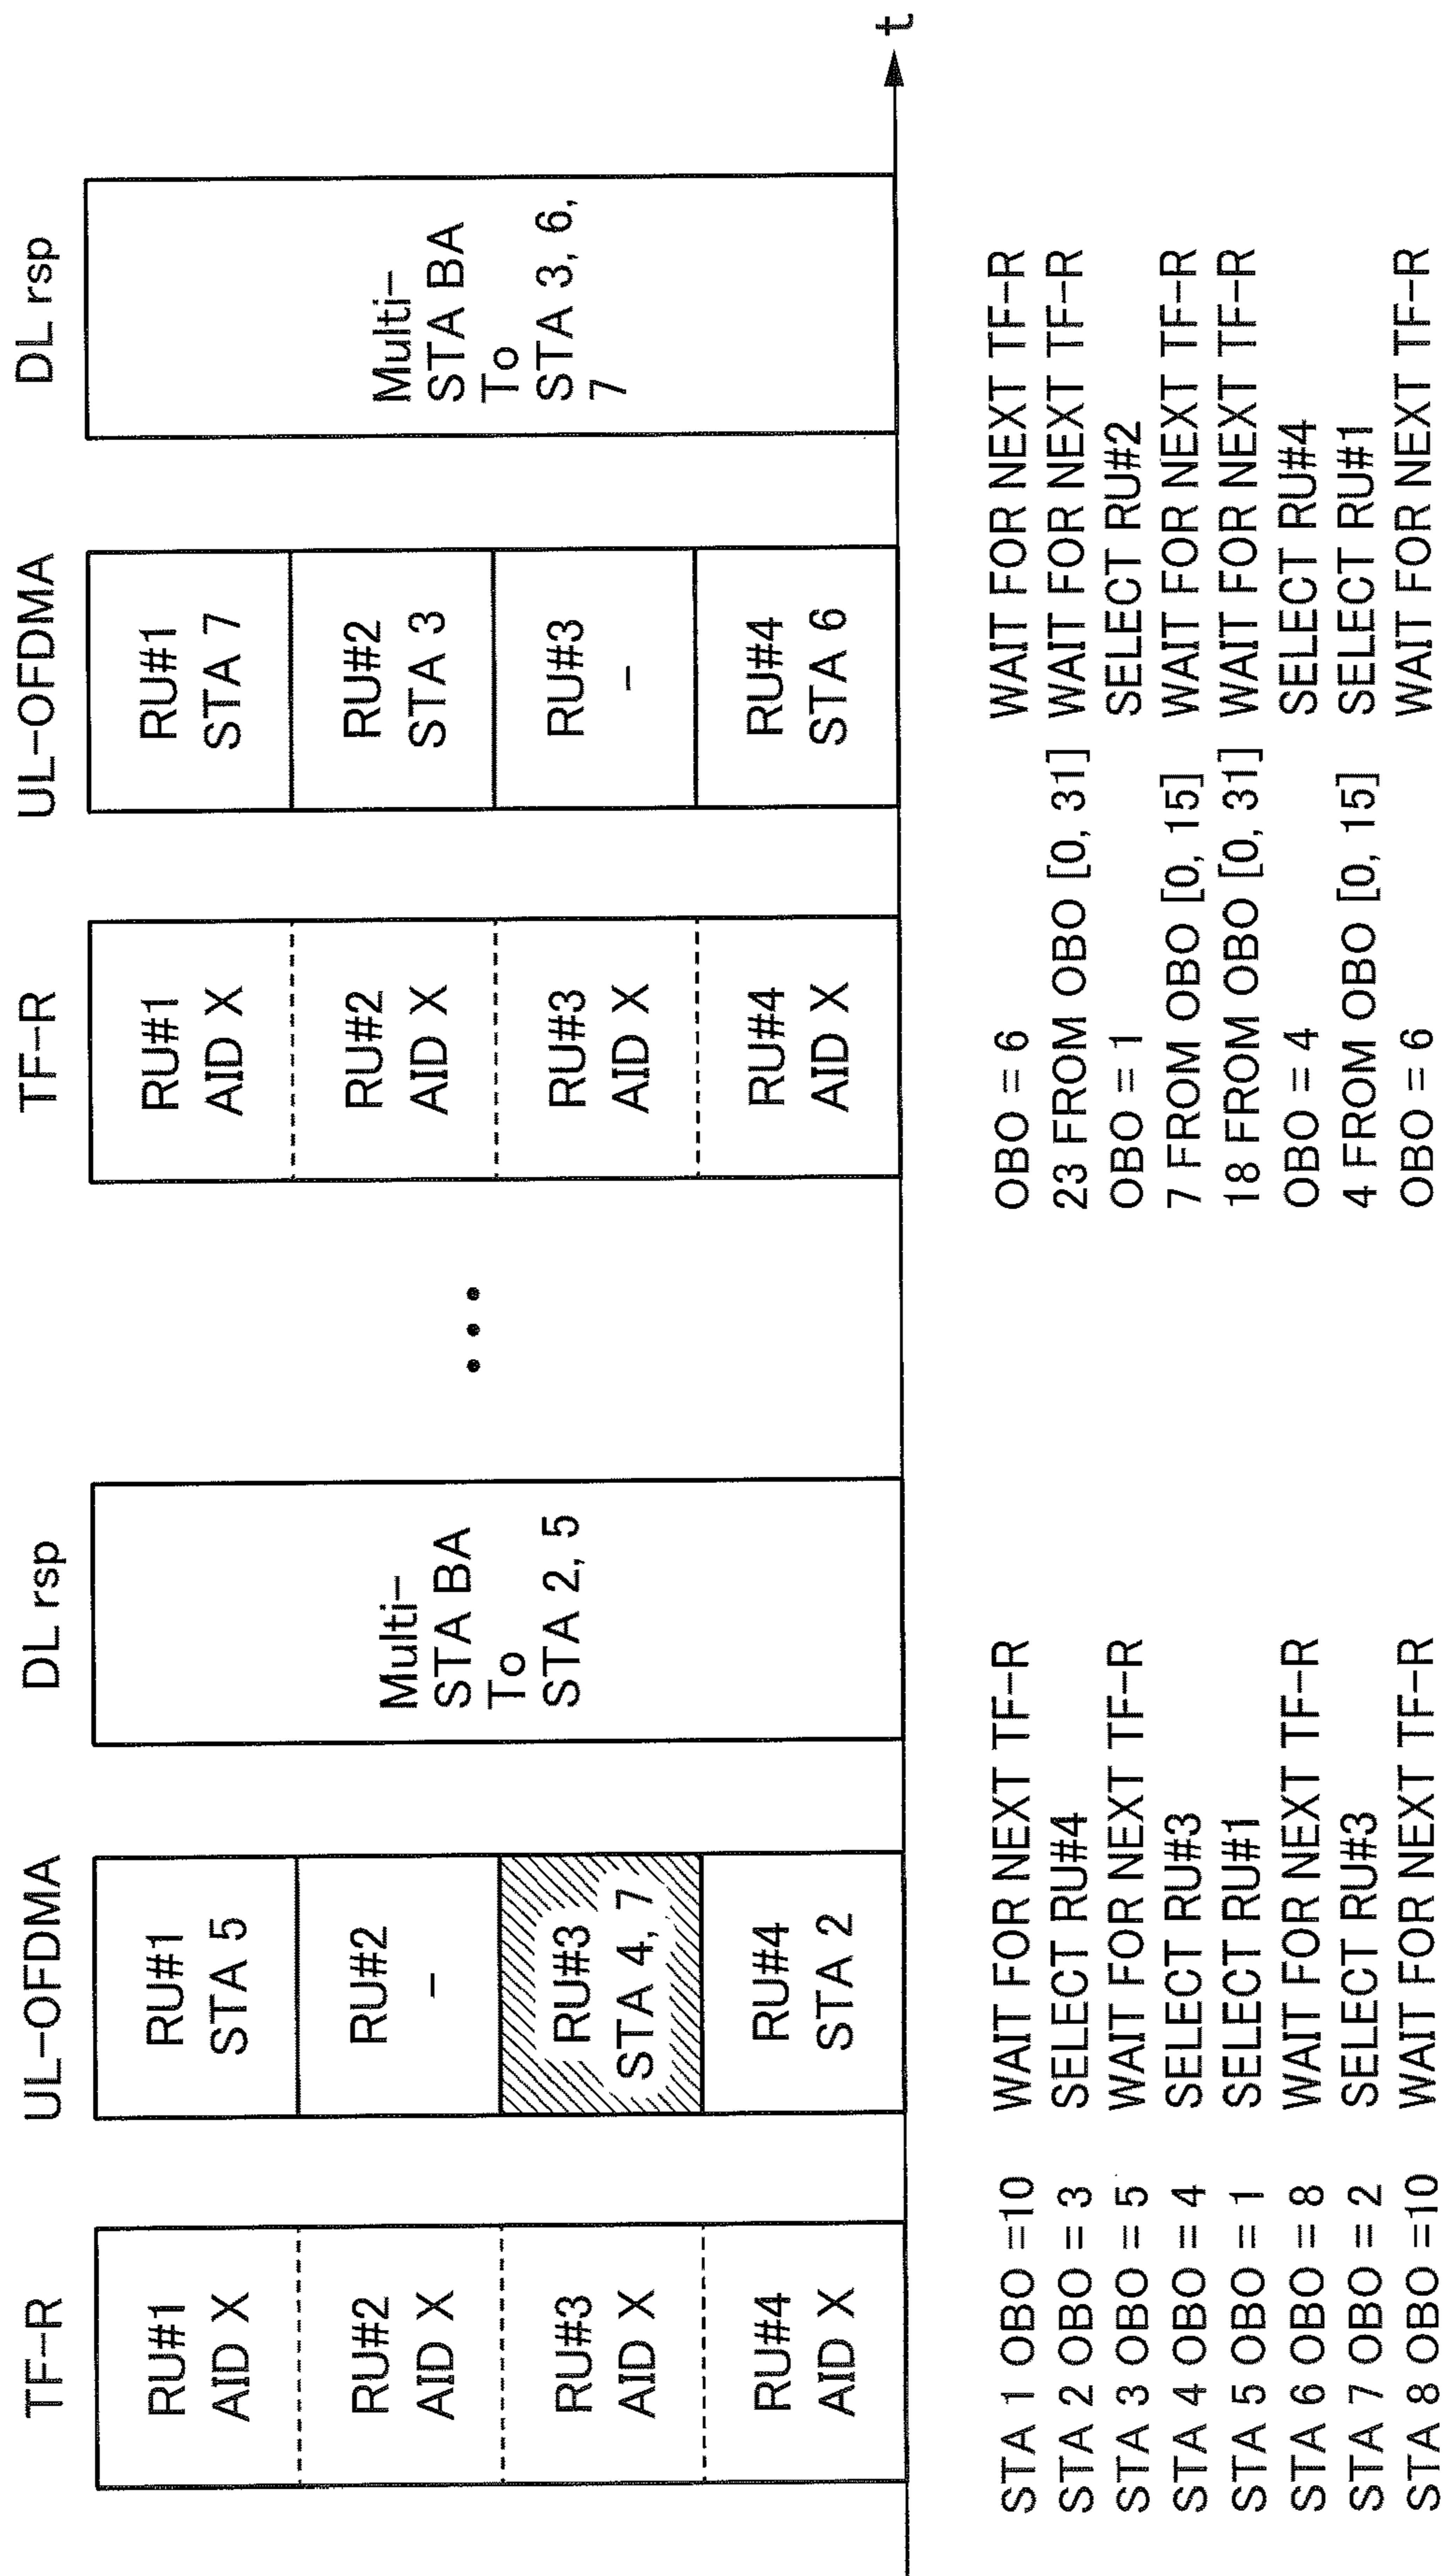 TF-R
RU#1
AID X
RU#2
AID X
RU#3
AID X
RU#4
AID X
UL-OFDMA
RU#1
STA 5
RU#2
-
RU#3
STA 4, 7
RU#4
STA 2
DL rsp
Multi-
STA BA
To
STA 2, 5
TF-R
RU#1
AID X
RU#2
AID X
RU#3
AID X
RU#4
AID X
UL-OFDMA
RU#1
STA 7
RU#2
STA 3
RU#3
-
RU#4
STA 6
DL rsp
Multi-
STA BA
To
STA 3, 6,
7
t
STA 1 OBO =10 WAIT FOR NEXT TF-R
STA 2 OBO = 3 SELECT RU#4
STA 3 OBO = 5 WAIT FOR NEXT TF-R
STA 4 OBO = 4 SELECT RU#3
STA 5 OBO = 1 SELECT RU#1
STA 6 OBO = 8 WAIT FOR NEXT TF-R
STA 7 OBO = 2 SELECT RU#3
STA 8 OBO =10 WAIT FOR NEXT TF-R
OBO = 6 WAIT FOR NEXT TF-R
23 FROM OBO [0, 31] WAIT FOR NEXT TF-R
OBO = 1 SELECT RU#2
7 FROM OBO [0, 15] WAIT FOR NEXT TF-R
18 FROM OBO [0, 31] WAIT FOR NEXT TF-R
OBO = 4 SELECT RU#4
4 FROM OBO [0, 15] SELECT RU#1
OBO = 6 WAIT FOR NEXT TF-R